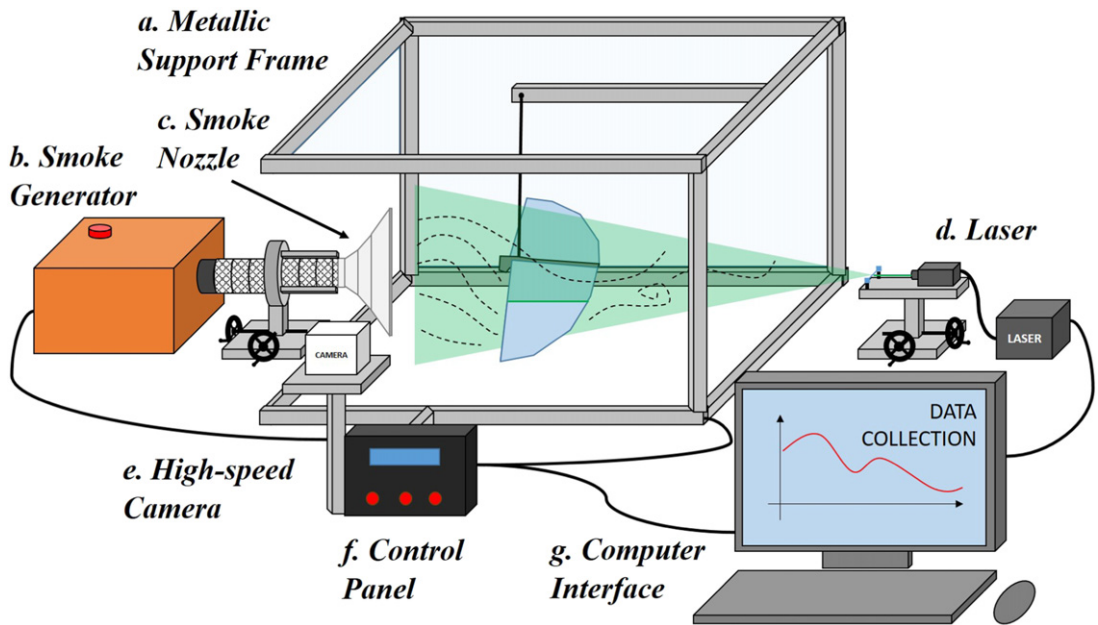 a. Metallic
Support Frame
c. Smoke
Nozzle
b. Smoke
Generator
d. Laser
CAMERA
LASER
DATA
COLLECTION
e. High-speed
Camera
f. Control
Panel
g. Computer
Interface